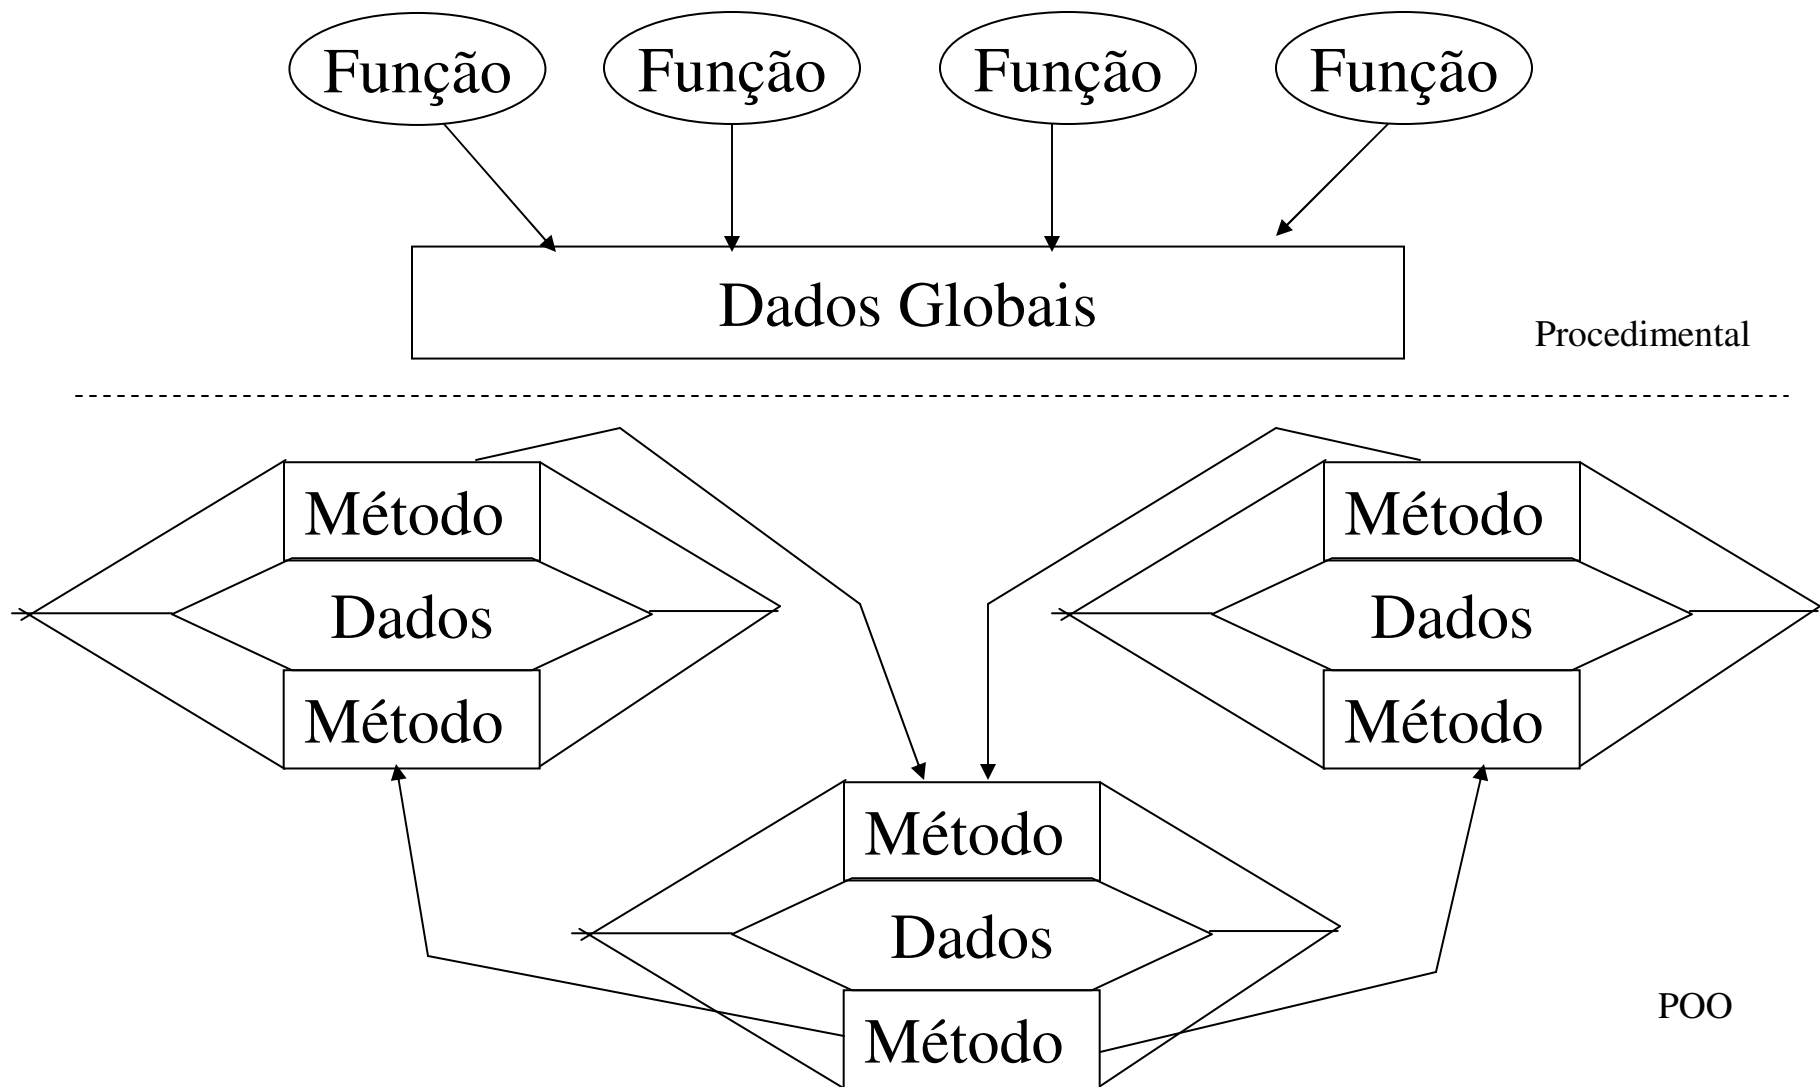 Função Função Função Função
Dados Globais
Procedimental
Método Método
Dados Dados
Método Método
Método
Dados
POO
Método